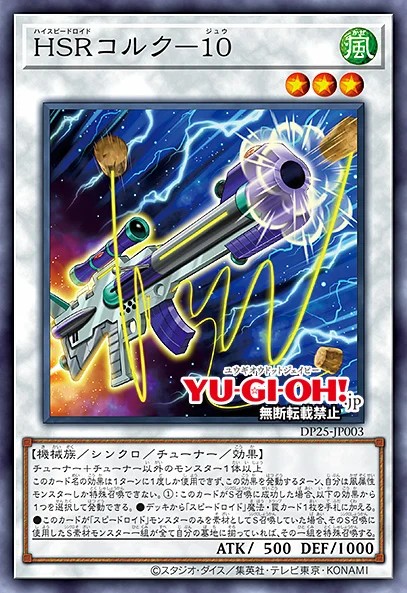 ハイスピードロイド ジュウ
HSRコルク－10
風
かぜ
ユウギオウドットジェイピー
YU-GI-OH!.jp
無断転載禁止
DP25-JP003
【機械族／シンクロ／チューナー／効果】
チューナー＋チューナー以外のモンスター1体以上
このカード名の効果は1ターンに1度しか使用できず、この効果を発動するターン、自分は風属性
モンスターしか特殊召喚できない。①：このカードがS召喚に成功した場合、以下の効果から
1つを選択して発動できる。●デッキから「スピードロイド」魔法・罠カード1枚を手札に加える。
●このカードが「スピードロイド」モンスターのみを素材としてS召喚していた場合、そのS召喚に
使用したS素材モンスター一組が全て自分の墓地に揃っていれば、その一組を特殊召喚する。
ATK/ 500 DEF/1000
©スタジオ・ダイス／集英社・テレビ東京・KONAMI